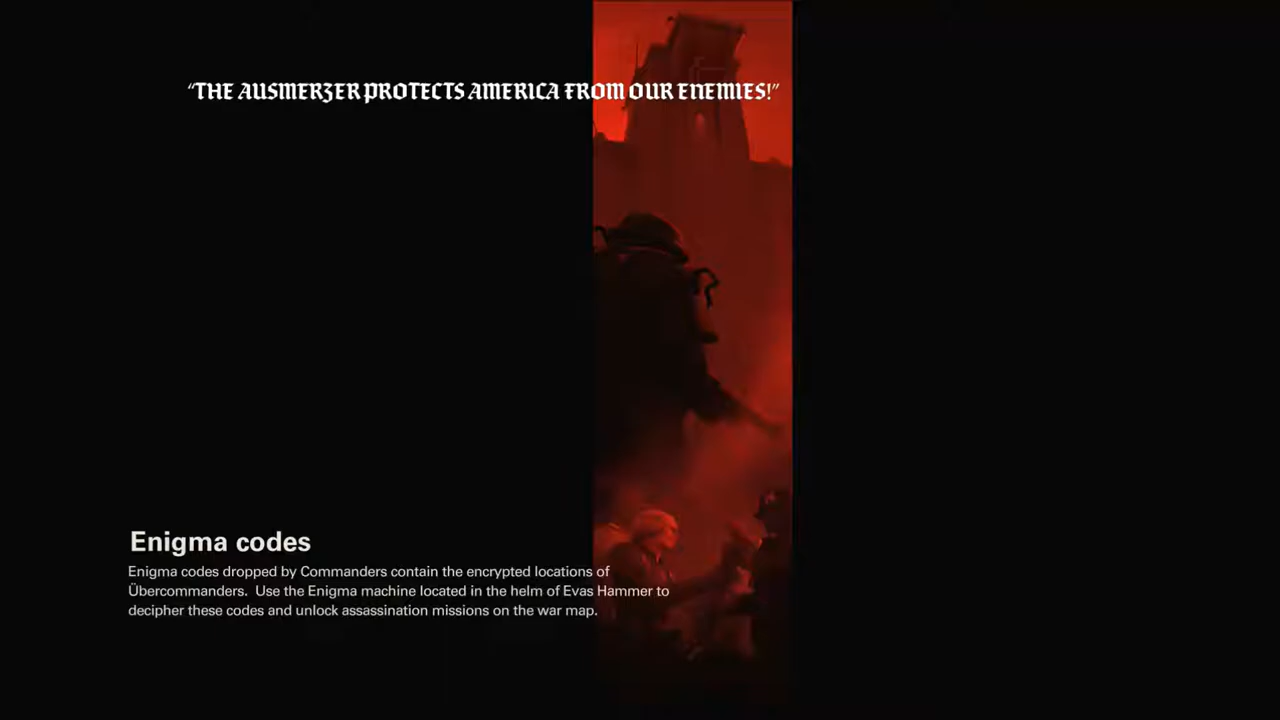 “THE AUSMERZER PROTECTS AMERICA FROM OUR ENEMIES!”
Enigma codes
Enigma codes dropped by Commanders contain the encrypted locations of
Übercommanders.  Use the Enigma machine located in the helm of Evas Hammer to
decipher these codes and unlock assassination missions on the war map.